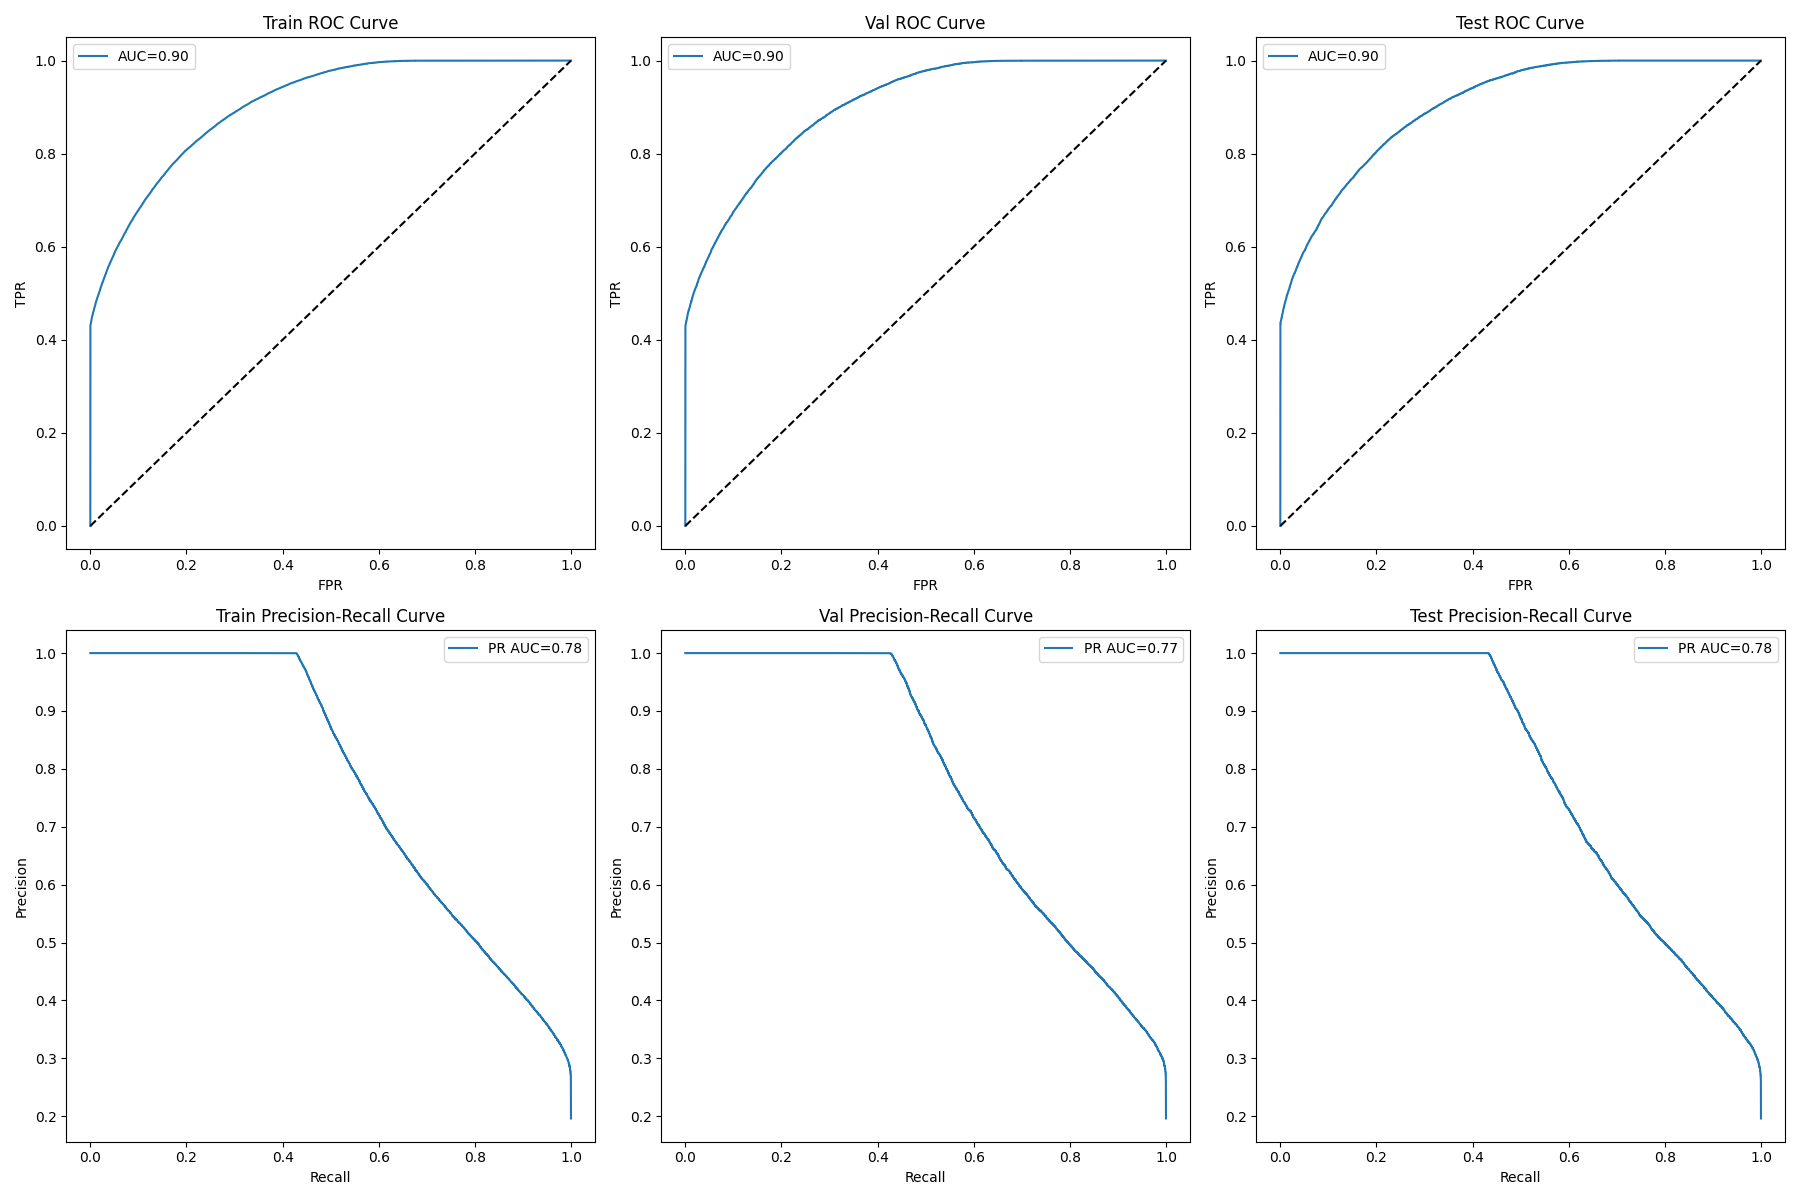 Train ROC Curve
AUC=0.90
1.0
0.8
0.6
0.4
0.2
0.0
TPR
0.0 0.2 0.4 0.6 0.8 1.0
FPR
Val ROC Curve
AUC=0.90
1.0
0.8
0.6
0.4
0.2
0.0
TPR
0.0 0.2 0.4 0.6 0.8 1.0
FPR
Test ROC Curve
AUC=0.90
1.0
0.8
0.6
0.4
0.2
0.0
TPR
0.0 0.2 0.4 0.6 0.8 1.0
FPR
Train Precision-Recall Curve
PR AUC=0.78
1.0
0.9
0.8
0.7
0.6
0.5
0.4
0.3
0.2
Precision
0.0 0.2 0.4 0.6 0.8 1.0
Recall
Val Precision-Recall Curve
PR AUC=0.77
1.0
0.9
0.8
0.7
0.6
0.5
0.4
0.3
0.2
Precision
0.0 0.2 0.4 0.6 0.8 1.0
Recall
Test Precision-Recall Curve
PR AUC=0.78
1.0
0.9
0.8
0.7
0.6
0.5
0.4
0.3
0.2
Precision
0.0 0.2 0.4 0.6 0.8 1.0
Recall